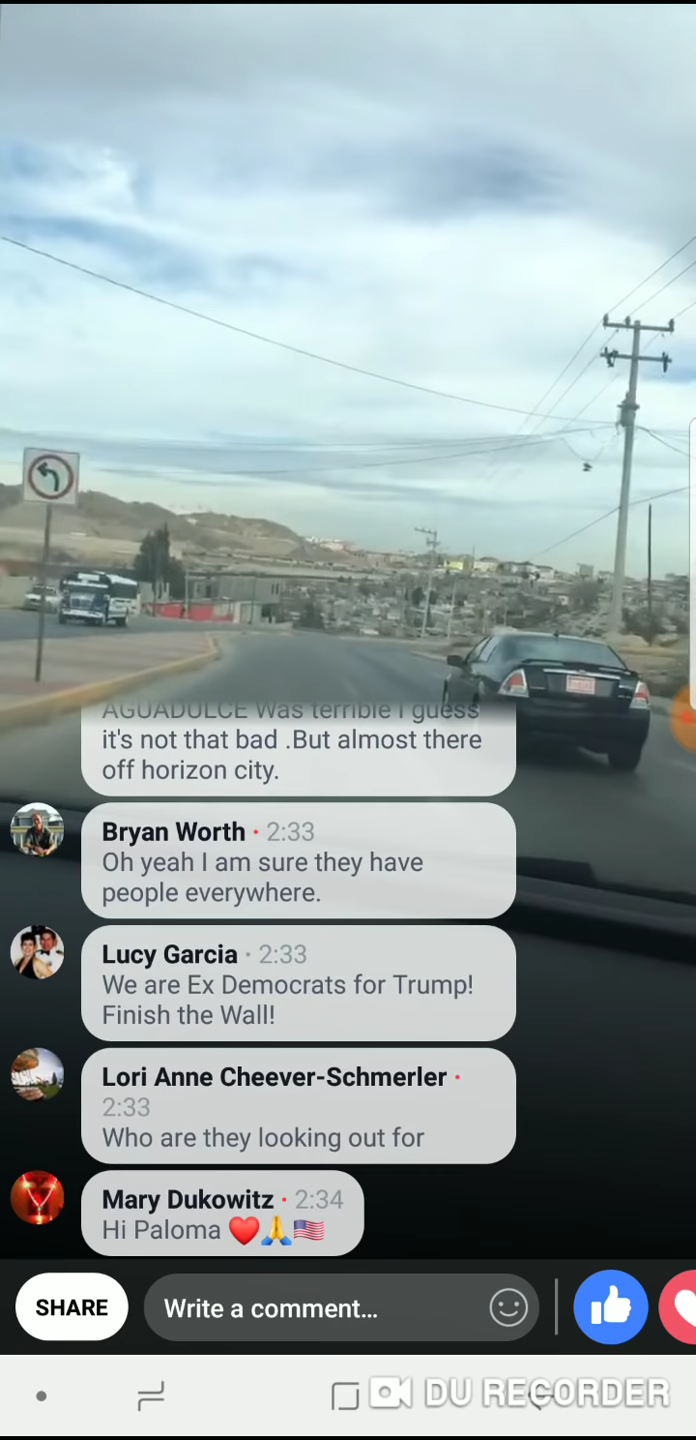 AGUADULCE Was terrible I guess
it's not that bad .But almost there
off horizon city.
Bryan Worth · 2:33
Oh yeah I am sure they have
people everywhere.
Lucy Garcia · 2:33
We are Ex Democrats for Trump!
Finish the Wall!
Lori Anne Cheever-Schmerler ·
2:33
Who are they looking out for
Mary Dukowitz · 2:34
Hi Paloma ❤️🙏🇺🇸
SHARE
Write a comment...
DU RECORDER